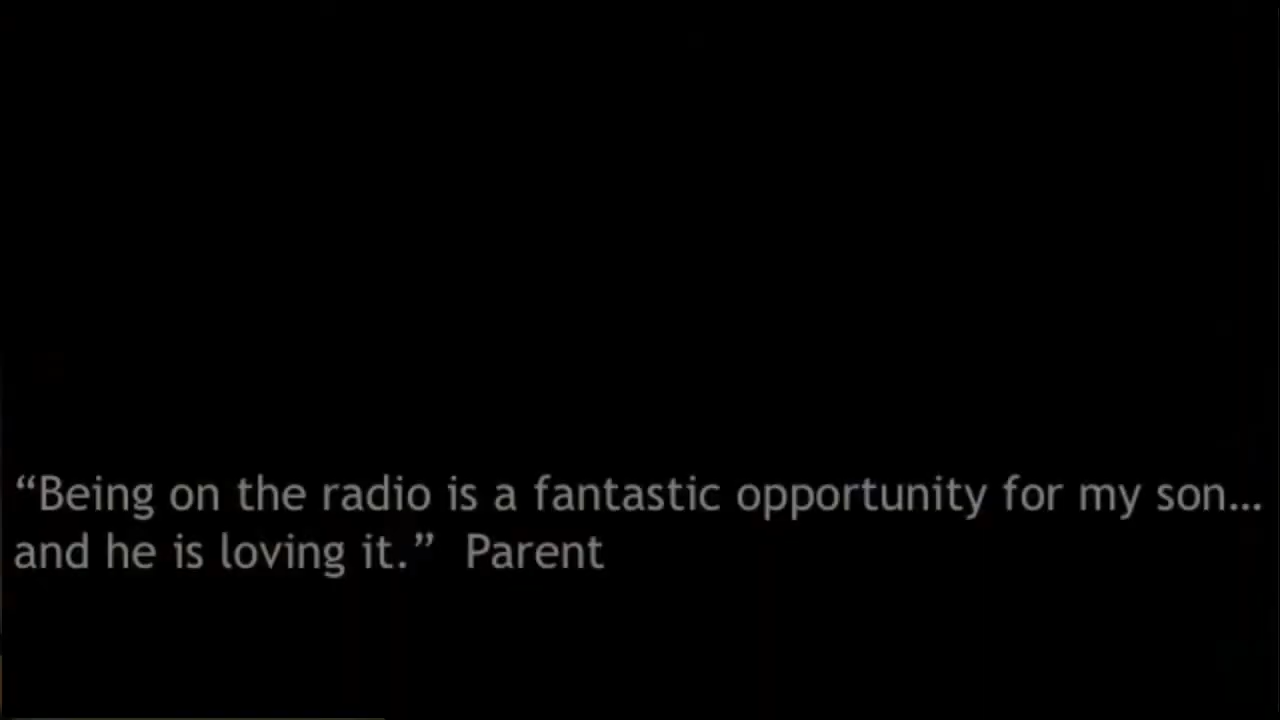 “Being on the radio is a fantastic opportunity for my son...
and he is loving it.” Parent